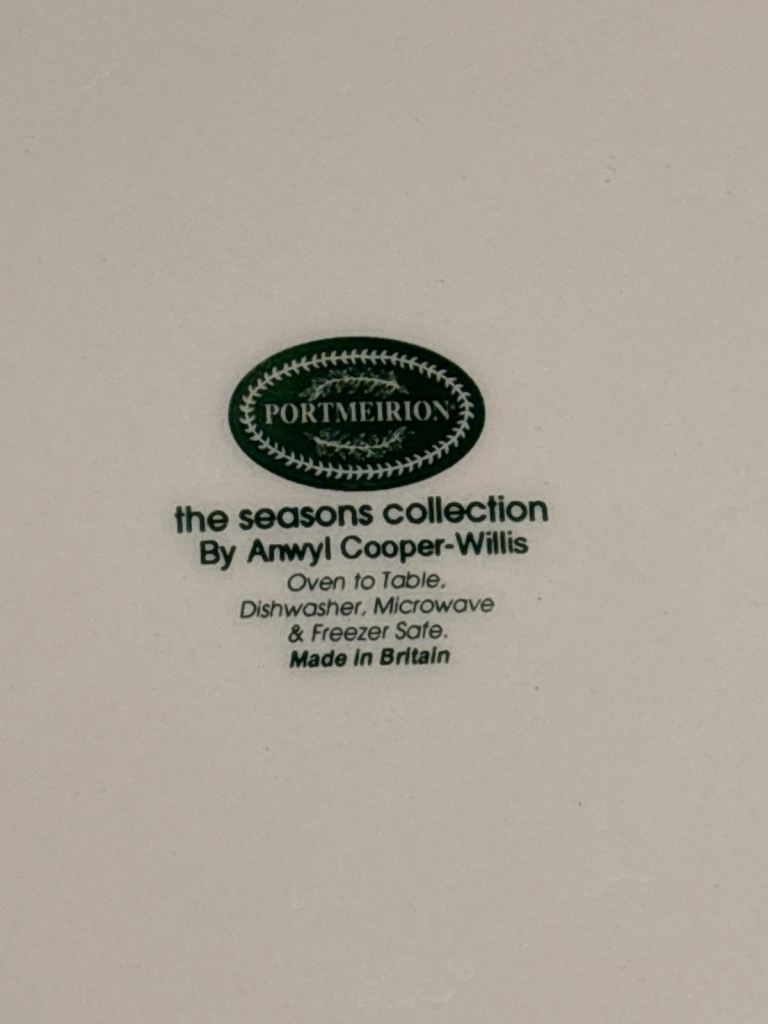 PORTMEIRION
the seasons collection
By Anwyl Cooper-Willis
Oven to Table,
Dishwasher, Microwave
& Freezer Safe.
Made in Britain